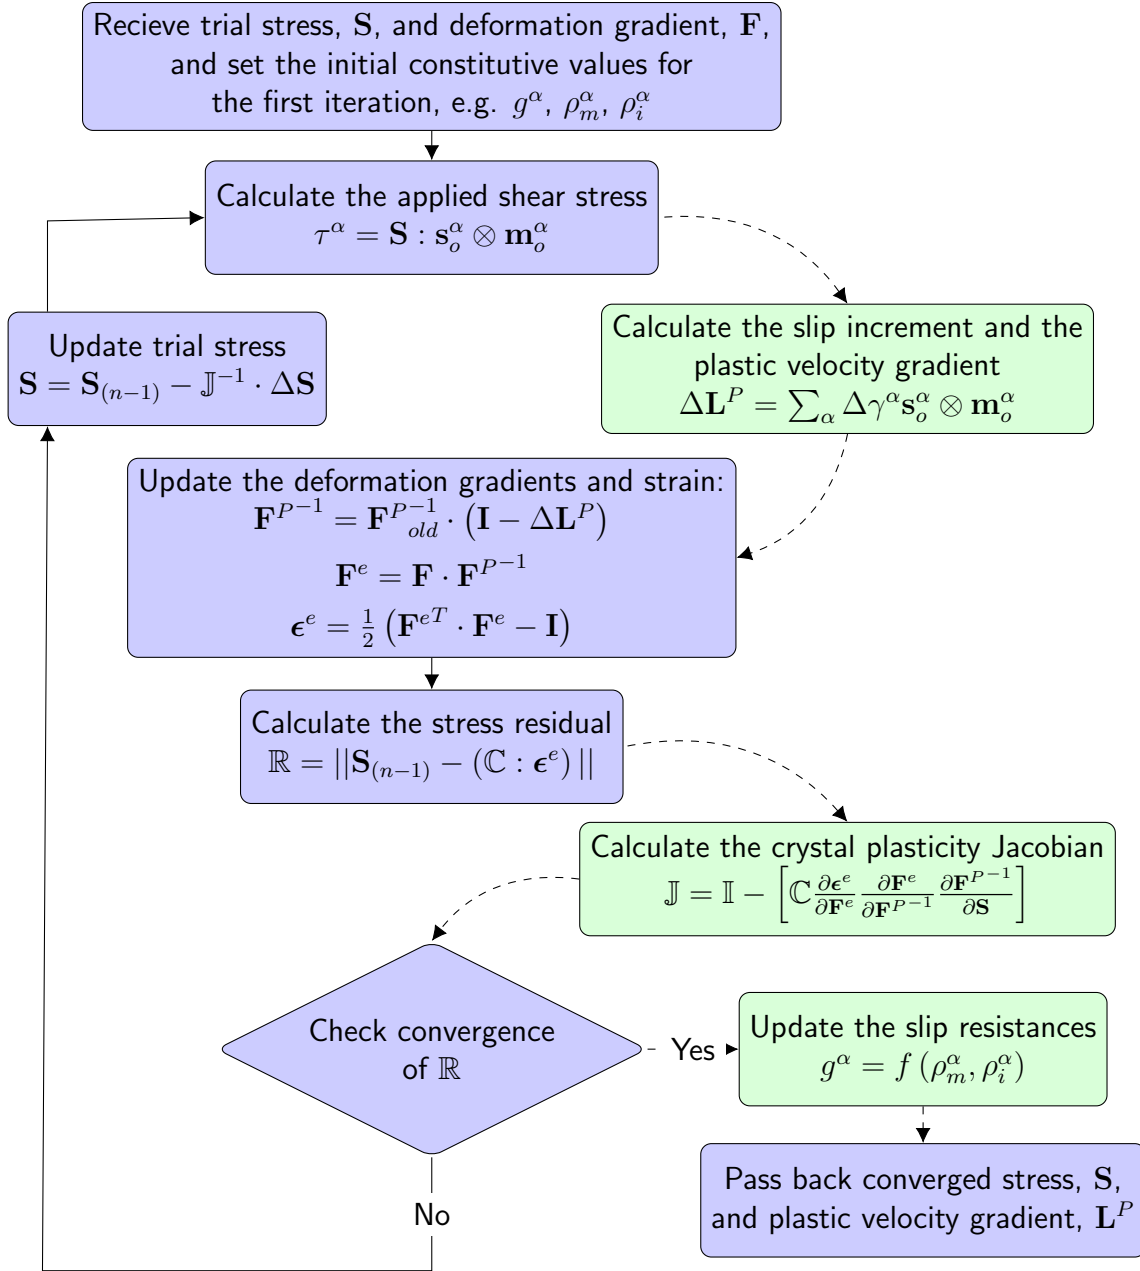 Recieve trial stress, 𝐒, and deformation gradient, 𝐅,
and set the initial constitutive values for
the first iteration, e.g. g^α, ρ_m^α, ρ_i^α
Calculate the applied shear stress
τ^α = 𝐒 : 𝐬_o^α ⊗ 𝐦_o^α
Calculate the slip increment and the
plastic velocity gradient
Δ𝐋^P = ∑_α Δγ^α 𝐬_o^α ⊗ 𝐦_o^α
Update trial stress
𝐒 = 𝐒_(n−1) − 𝕁^−1 · Δ𝐒
Update the deformation gradients and strain:
𝐅^P^−1 = 𝐅^P^−1_old · (𝐈 − Δ𝐋^P)
𝐅^e = 𝐅 · 𝐅^P^−1
𝛜^e = 1/2 (𝐅^e^T · 𝐅^e − 𝐈)
Calculate the stress residual
ℝ = ||𝐒_(n−1) − (ℂ : 𝛜^e) ||
Calculate the crystal plasticity Jacobian
𝕁 = 𝕀 − [ℂ ∂𝛜^e/∂𝐅^e ∂𝐅^e/∂𝐅^P^−1 ∂𝐅^P^−1/∂𝐒]
Check convergence
of ℝ
Yes
Update the slip resistances
g^α = f (ρ_m^α, ρ_i^α)
Pass back converged stress, 𝐒,
and plastic velocity gradient, 𝐋^P
No